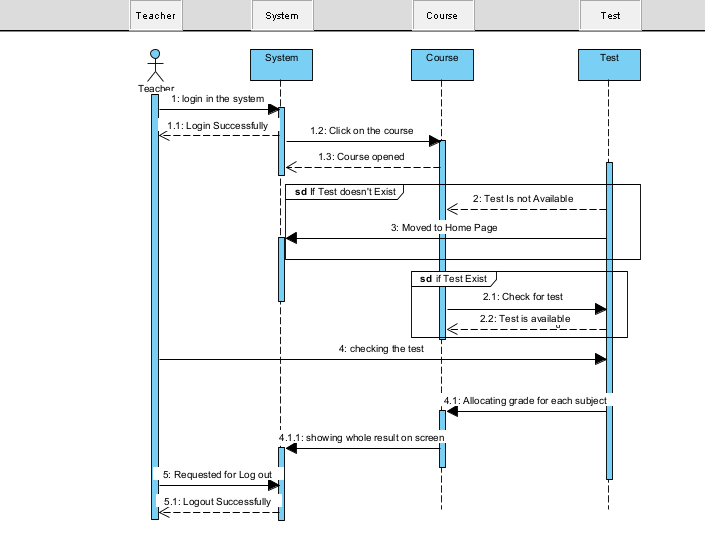 Teacher
System
Course
Test
System
Course
Test
Teacher
1: login in the system
1.1: Login Successfully
1.2: Click on the course
1.3: Course opened
sd If Test doesn't Exist
2: Test Is not Available
3: Moved to Home Page
sd if Test Exist
2.1: Check for test
2.2: Test is available
4: checking the test
4.1: Allocating grade for each subject
4.1.1: showing whole result on screen
5: Requested for Log out
5.1: Logout Successfully